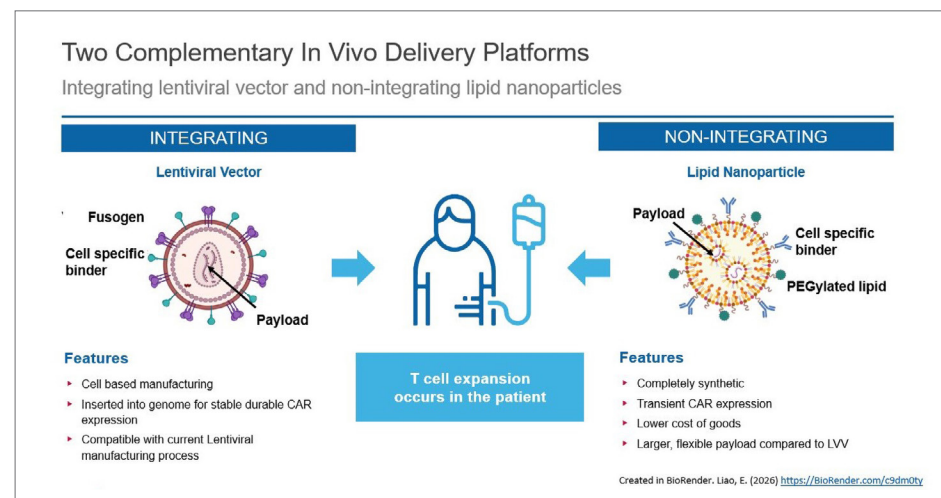 Two Complementary In Vivo Delivery Platforms
Integrating lentiviral vector and non-integrating lipid nanoparticles
INTEGRATING
Lentiviral Vector
Fusogen
Cell specific
binder
Payload
Features
Cell based manufacturing
Inserted into genome for stable durable CAR
expression
Compatible with current Lentiviral
manufacturing process
T cell expansion
occurs in the patient
NON-INTEGRATING
Lipid Nanoparticle
Payload
Cell specific
binder
PEGylated lipid
Features
Completely synthetic
Transient CAR expression
Lower cost of goods
Larger, flexible payload compared to LVV
Created in BioRender. Liao, E. (2026) https://BioRender.com/c9dm0ty